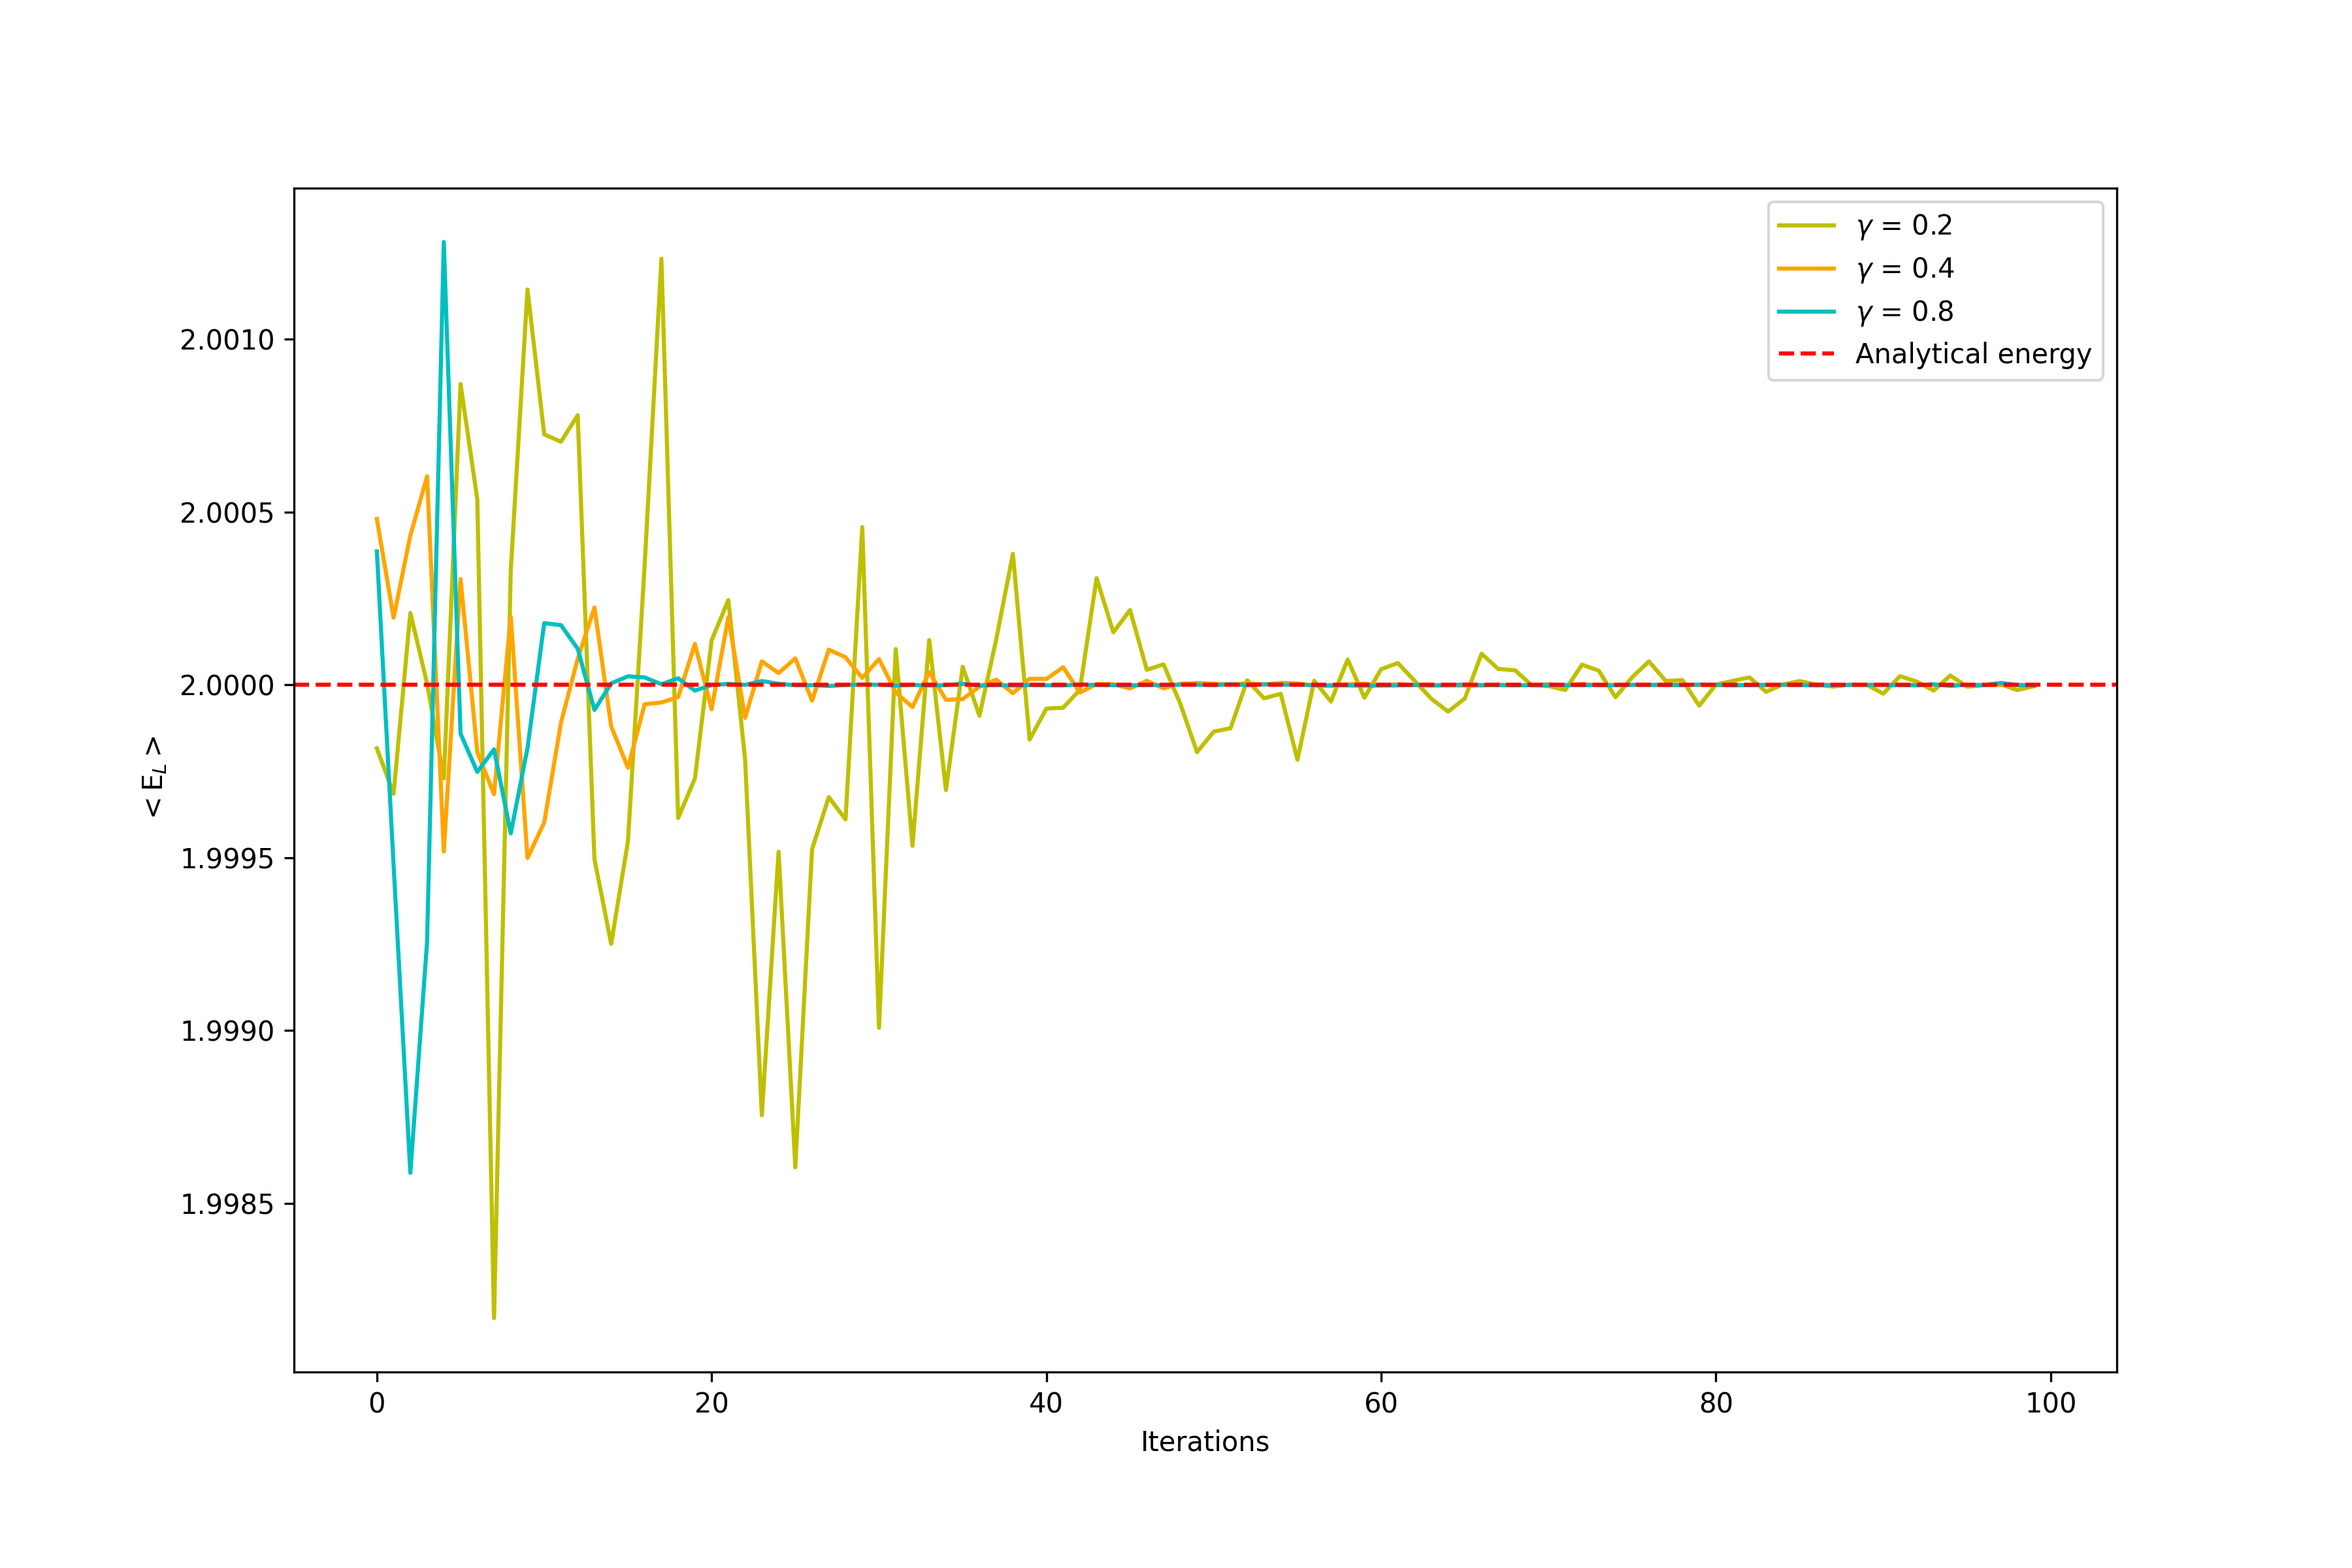 γ = 0.2
γ = 0.4
γ = 0.8
Analytical energy
2.0010
2.0005
2.0000
1.9995
1.9990
1.9985
<E_L>
0 20 40 60 80 100
Iterations